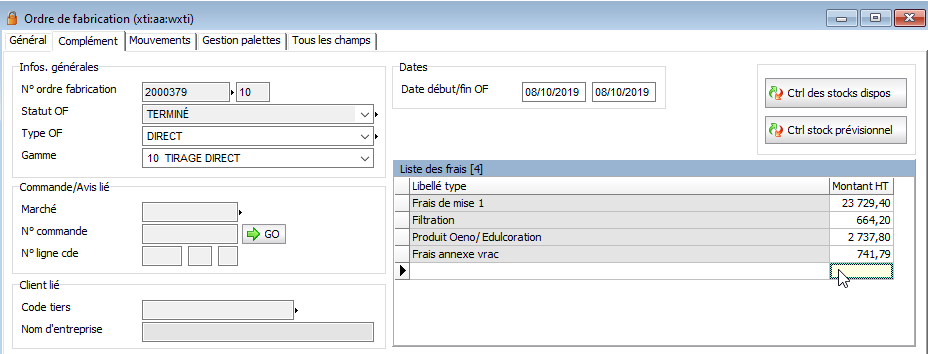 Ordre de fabrication (xti:aa:wxti)
Général Complément Mouvements Gestion palettes Tous les champs
Infos. générales
N° ordre fabrication 2000379 10
Statut OF TERMINÉ
Type OF DIRECT
Gamme 10 TIRAGE DIRECT
Commande/Avis lié
Marché
N° commande GO
N° ligne cde
Client lié
Code tiers
Nom d'entreprise
Dates
Date début/fin OF 08/10/2019 08/10/2019
Ctrl des stocks dispos
Ctrl stock prévisionnel
Liste des frais [4]
Libellé type Montant HT
Frais de mise 1 23 729,40
Filtration 664,20
Produit Oeno/ Edulcoration 2 737,80
Frais annexe vrac 741,79